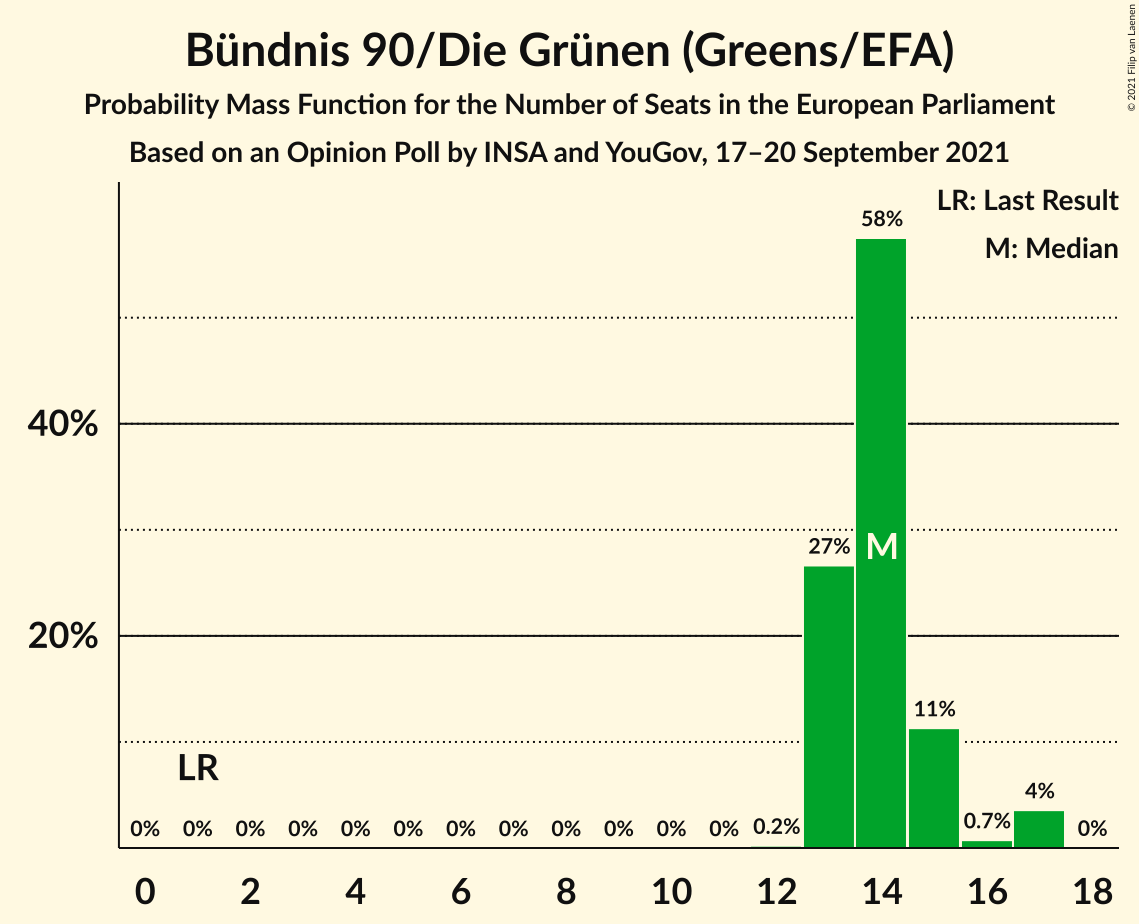 Bündnis 90/Die Grünen (Greens/EFA)
Probability Mass Function for the Number of Seats in the European Parliament
Based on an Opinion Poll by INSA and YouGov, 17–20 September 2021
© 2021 Filip van Laenen
LR: Last Result
M: Median
58%
40%
27%
M
20%
11%
LR
4%
0% 0% 0% 0% 0% 0% 0% 0% 0% 0% 0% 0% 0.2% 0.7% 0%
0 2 4 6 8 10 12 14 16 18